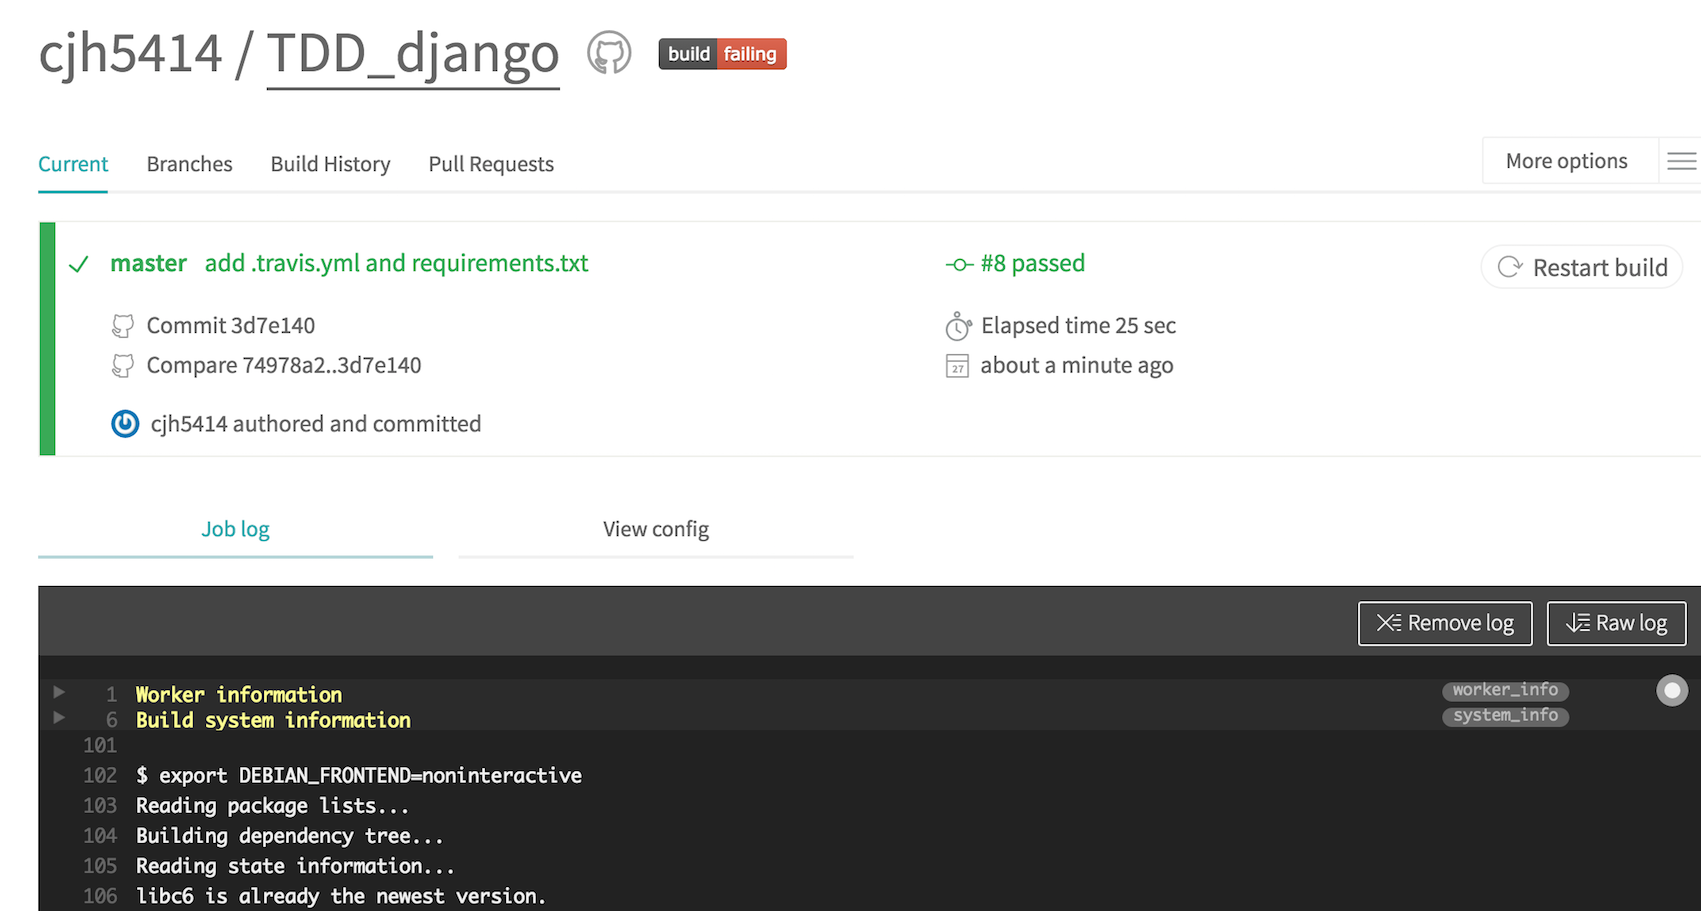 cjh5414 / TDD_django build failing
Current Branches Build History Pull Requests More options
master add .travis.yml and requirements.txt #8 passed Restart build
Commit 3d7e140 Elapsed time 25 sec
Compare 74978a2..3d7e140 27 about a minute ago
cjh5414 authored and committed
Job log View config
Remove log Raw log
1 Worker information worker_info
6 Build system information system_info
101
102 $ export DEBIAN_FRONTEND=noninteractive
103 Reading package lists...
104 Building dependency tree...
105 Reading state information...
106 libc6 is already the newest version.